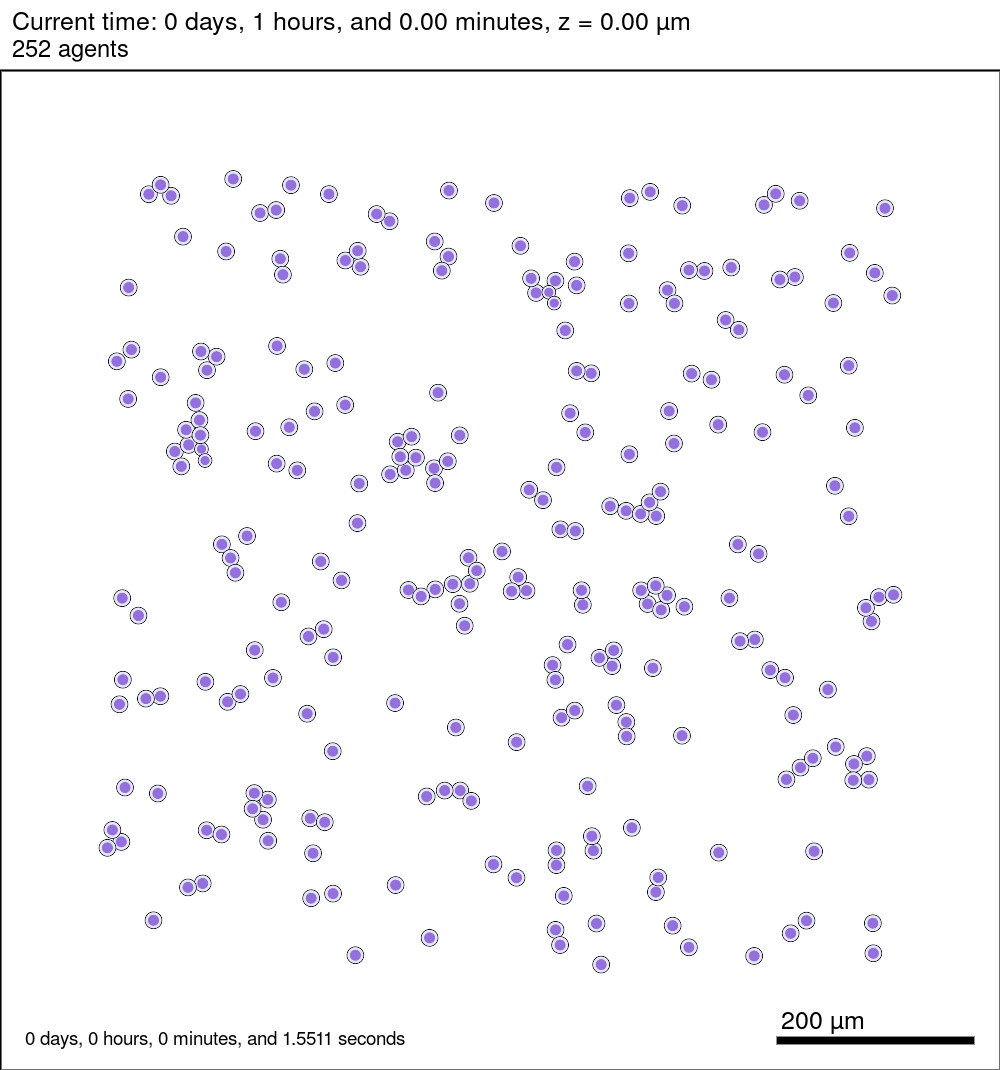 Current time: 0 days, 1 hours, and 0.00 minutes, z = 0.00 μm
252 agents
200 μm
0 days, 0 hours, 0 minutes, and 1.5511 seconds